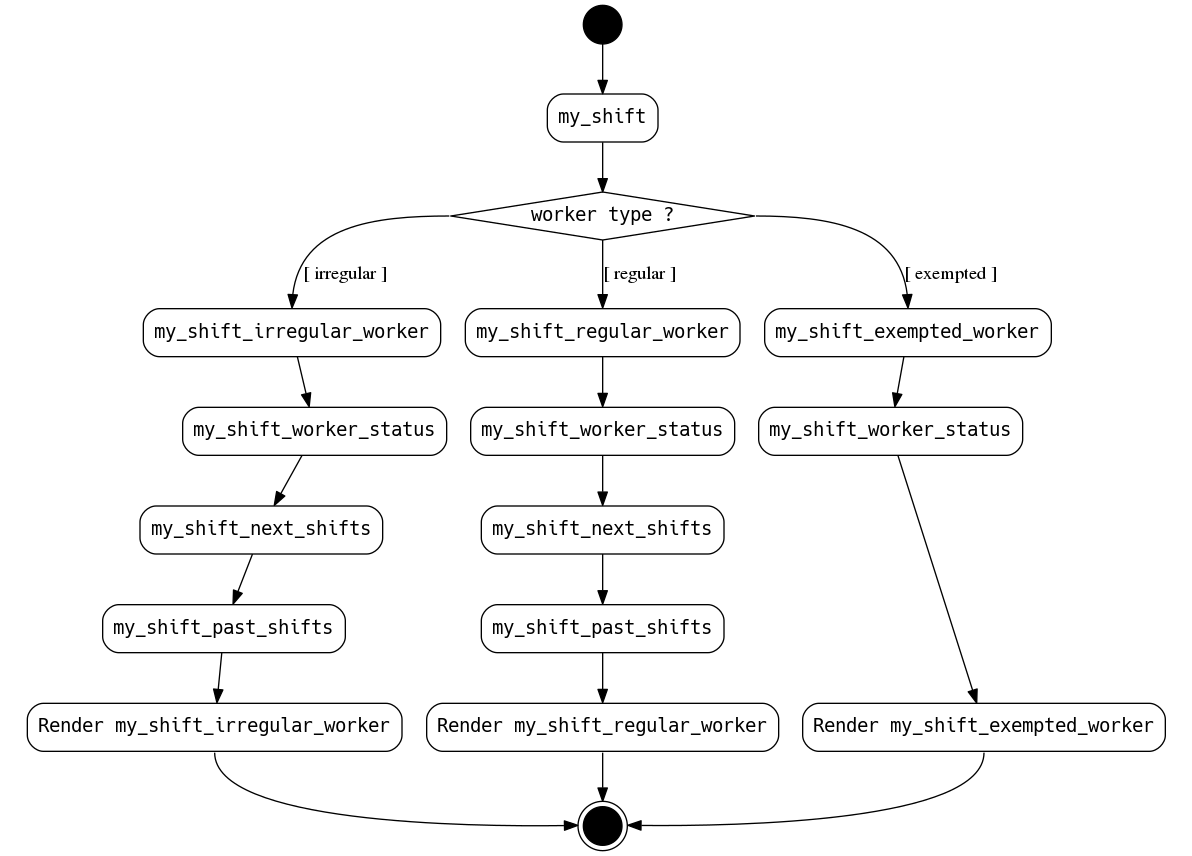 my_shift
worker type ?
[ irregular ]
[ regular ]
[ exempted ]
my_shift_irregular_worker
my_shift_regular_worker
my_shift_exempted_worker
my_shift_worker_status
my_shift_worker_status
my_shift_worker_status
my_shift_next_shifts
my_shift_next_shifts
my_shift_past_shifts
my_shift_past_shifts
Render my_shift_irregular_worker
Render my_shift_regular_worker
Render my_shift_exempted_worker